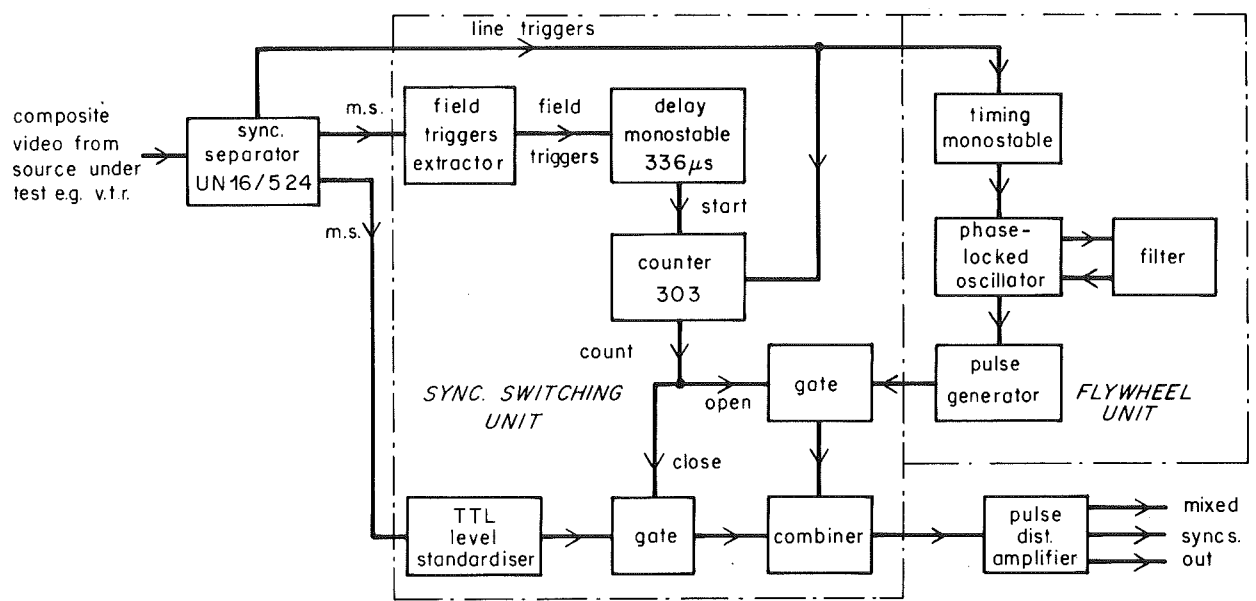 line triggers
composite
video from
source under
test e.g. v.t.r.
sync.
separator
UN16/524
m.s.
m.s.
field
triggers
extractor
field
triggers
delay
monostable
336μs
start
counter
303
count
open
close
SYNC. SWITCHING
UNIT
gate
timing
monostable
phase-
locked
oscillator
filter
pulse
generator
FLYWHEEL
UNIT
TTL
level
standardiser
gate
combiner
pulse
dist.
amplifier
mixed
syncs.
out